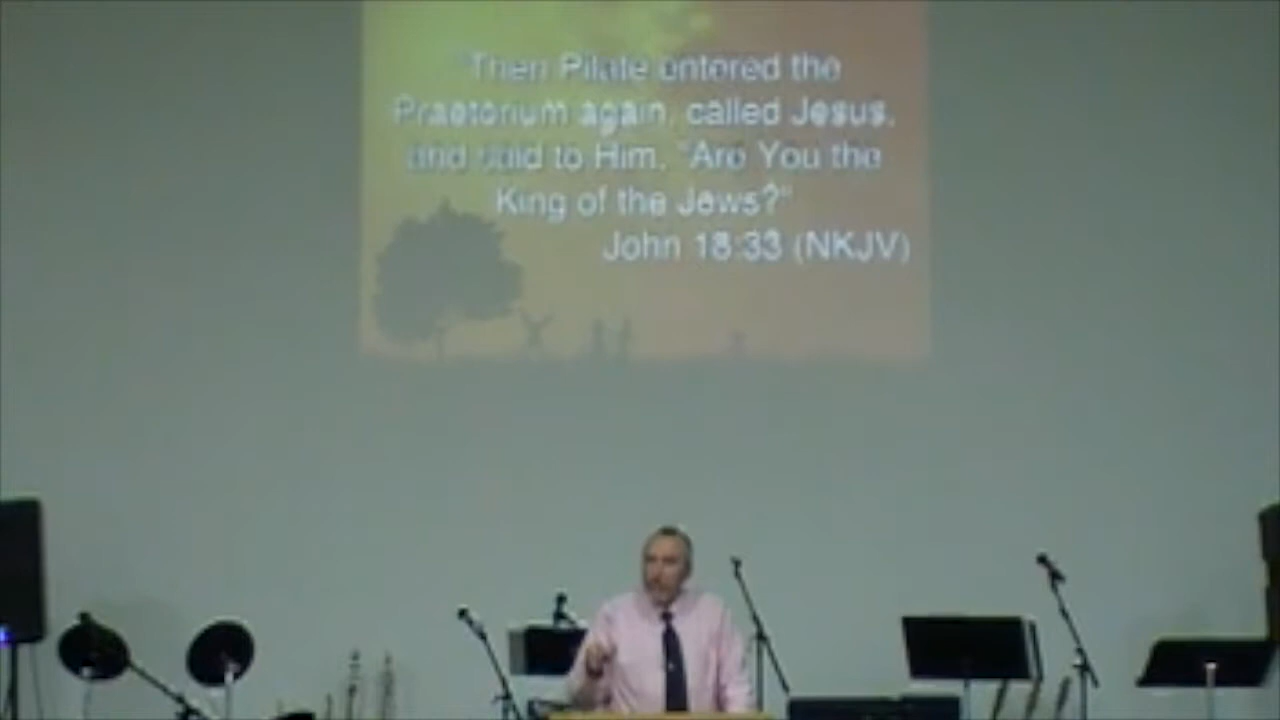 "Then Pilate entered the
Praetorium again, called Jesus,
and said to Him, "Are You the
King of the Jews?"
John 18:33 (NKJV)